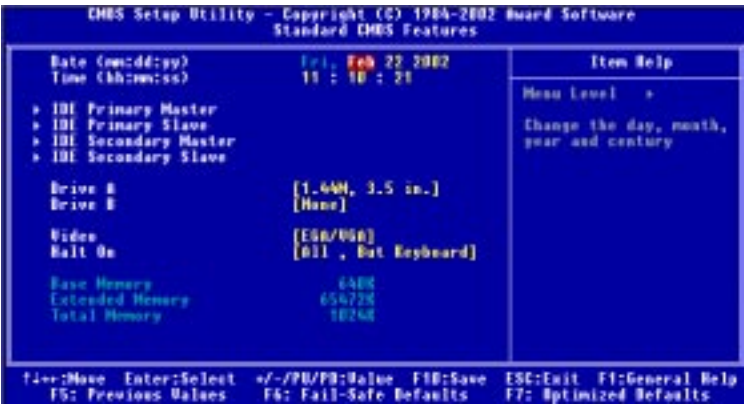 CMOS Setup Utility - Copyright (C) 1984-2002 Award Software
Standard CMOS Features
Date (mm:dd:yy) Fri, Feb 22 2002
Time (hh:mm:ss) 11 : 10 : 21
IDE Primary Master
IDE Primary Slave
IDE Secondary Master
IDE Secondary Slave
Drive A [1.44M, 3.5 in.]
Drive B [None]
Video [EGA/VGA]
Halt On [All , But Keyboard]
Base Memory 640K
Extended Memory 65472K
Total Memory 1024K
Item Help
Menu Level
Change the day, month,
year and century
↑↓→←:Move Enter:Select +/-/PU/PD:Value F10:Save ESC:Exit F1:General Help
F5: Previous Values F6: Fail-Safe Defaults F7: Optimized Defaults